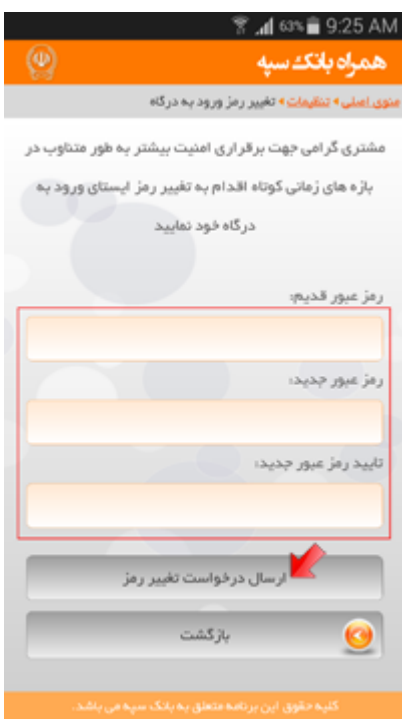 63% 9:25 AM
همراه بانک سپه
منوی اصلی • تنظیمات • تغییر رمز ورود به درگاه
مشتری گرامی جهت برقراری امنیت بیشتر به طور متناوب در
بازه های زمانی کوتاه اقدام به تغییر رمز ایستای ورود به
درگاه خود نمایید
رمز عبور قدیم:
رمز عبور جدید:
تایید رمز عبور جدید:
ارسال درخواست تغییر رمز
بازگشت
کلیه حقوق این برنامه متعلق به بانک سپه می باشد.